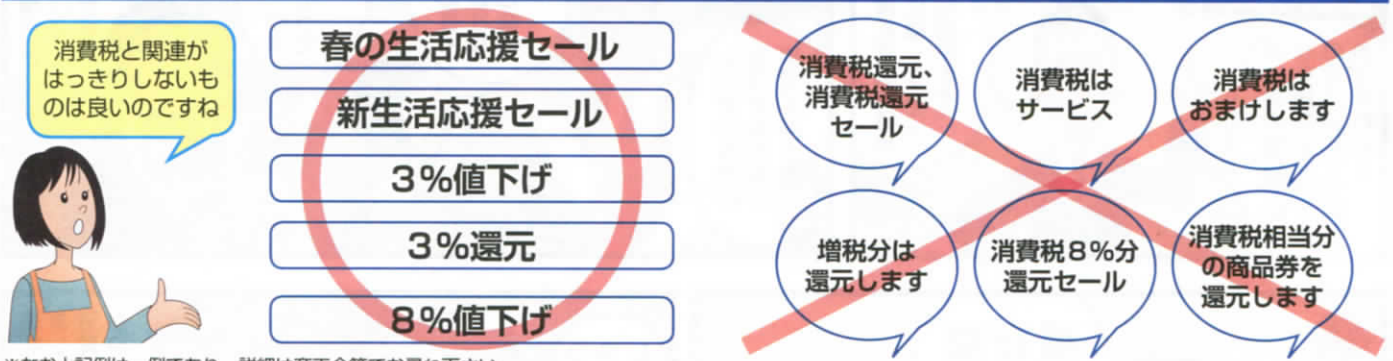 消費税と関連が
はっきりしないも
のは良いのですね
春の生活応援セール
新生活応援セール
3%値下げ
3%還元
8%値下げ
消費税還元、
消費税還元
セール
消費税は
サービス
消費税は
おまけします
増税分は
還元します
消費税8%分
還元セール
消費税相当分
の商品券を
還元します